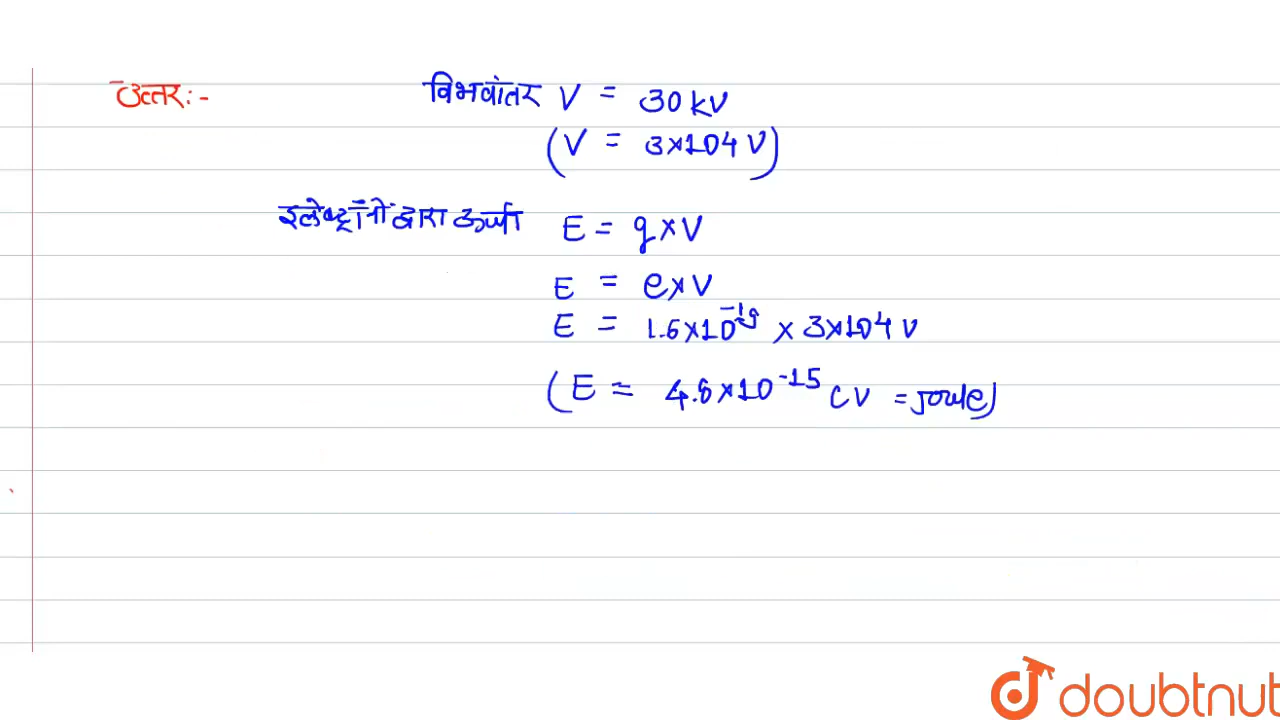 उत्तर:-
विभवांतर V = 30 kV
(V = 3×104 V)
इलेक्ट्रॉनों द्वारा ऊर्जा E = q×V
E = e×V
E = 1.6×10⁻¹⁹ × 3×104 V
(E = 4.8×10⁻¹⁵ CV = joule)
doubtnut